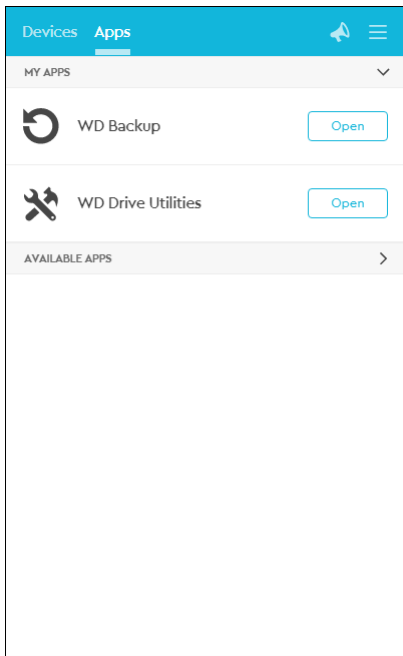 Devices Apps
MY APPS
WD Backup Open
WD Drive Utilities Open
AVAILABLE APPS